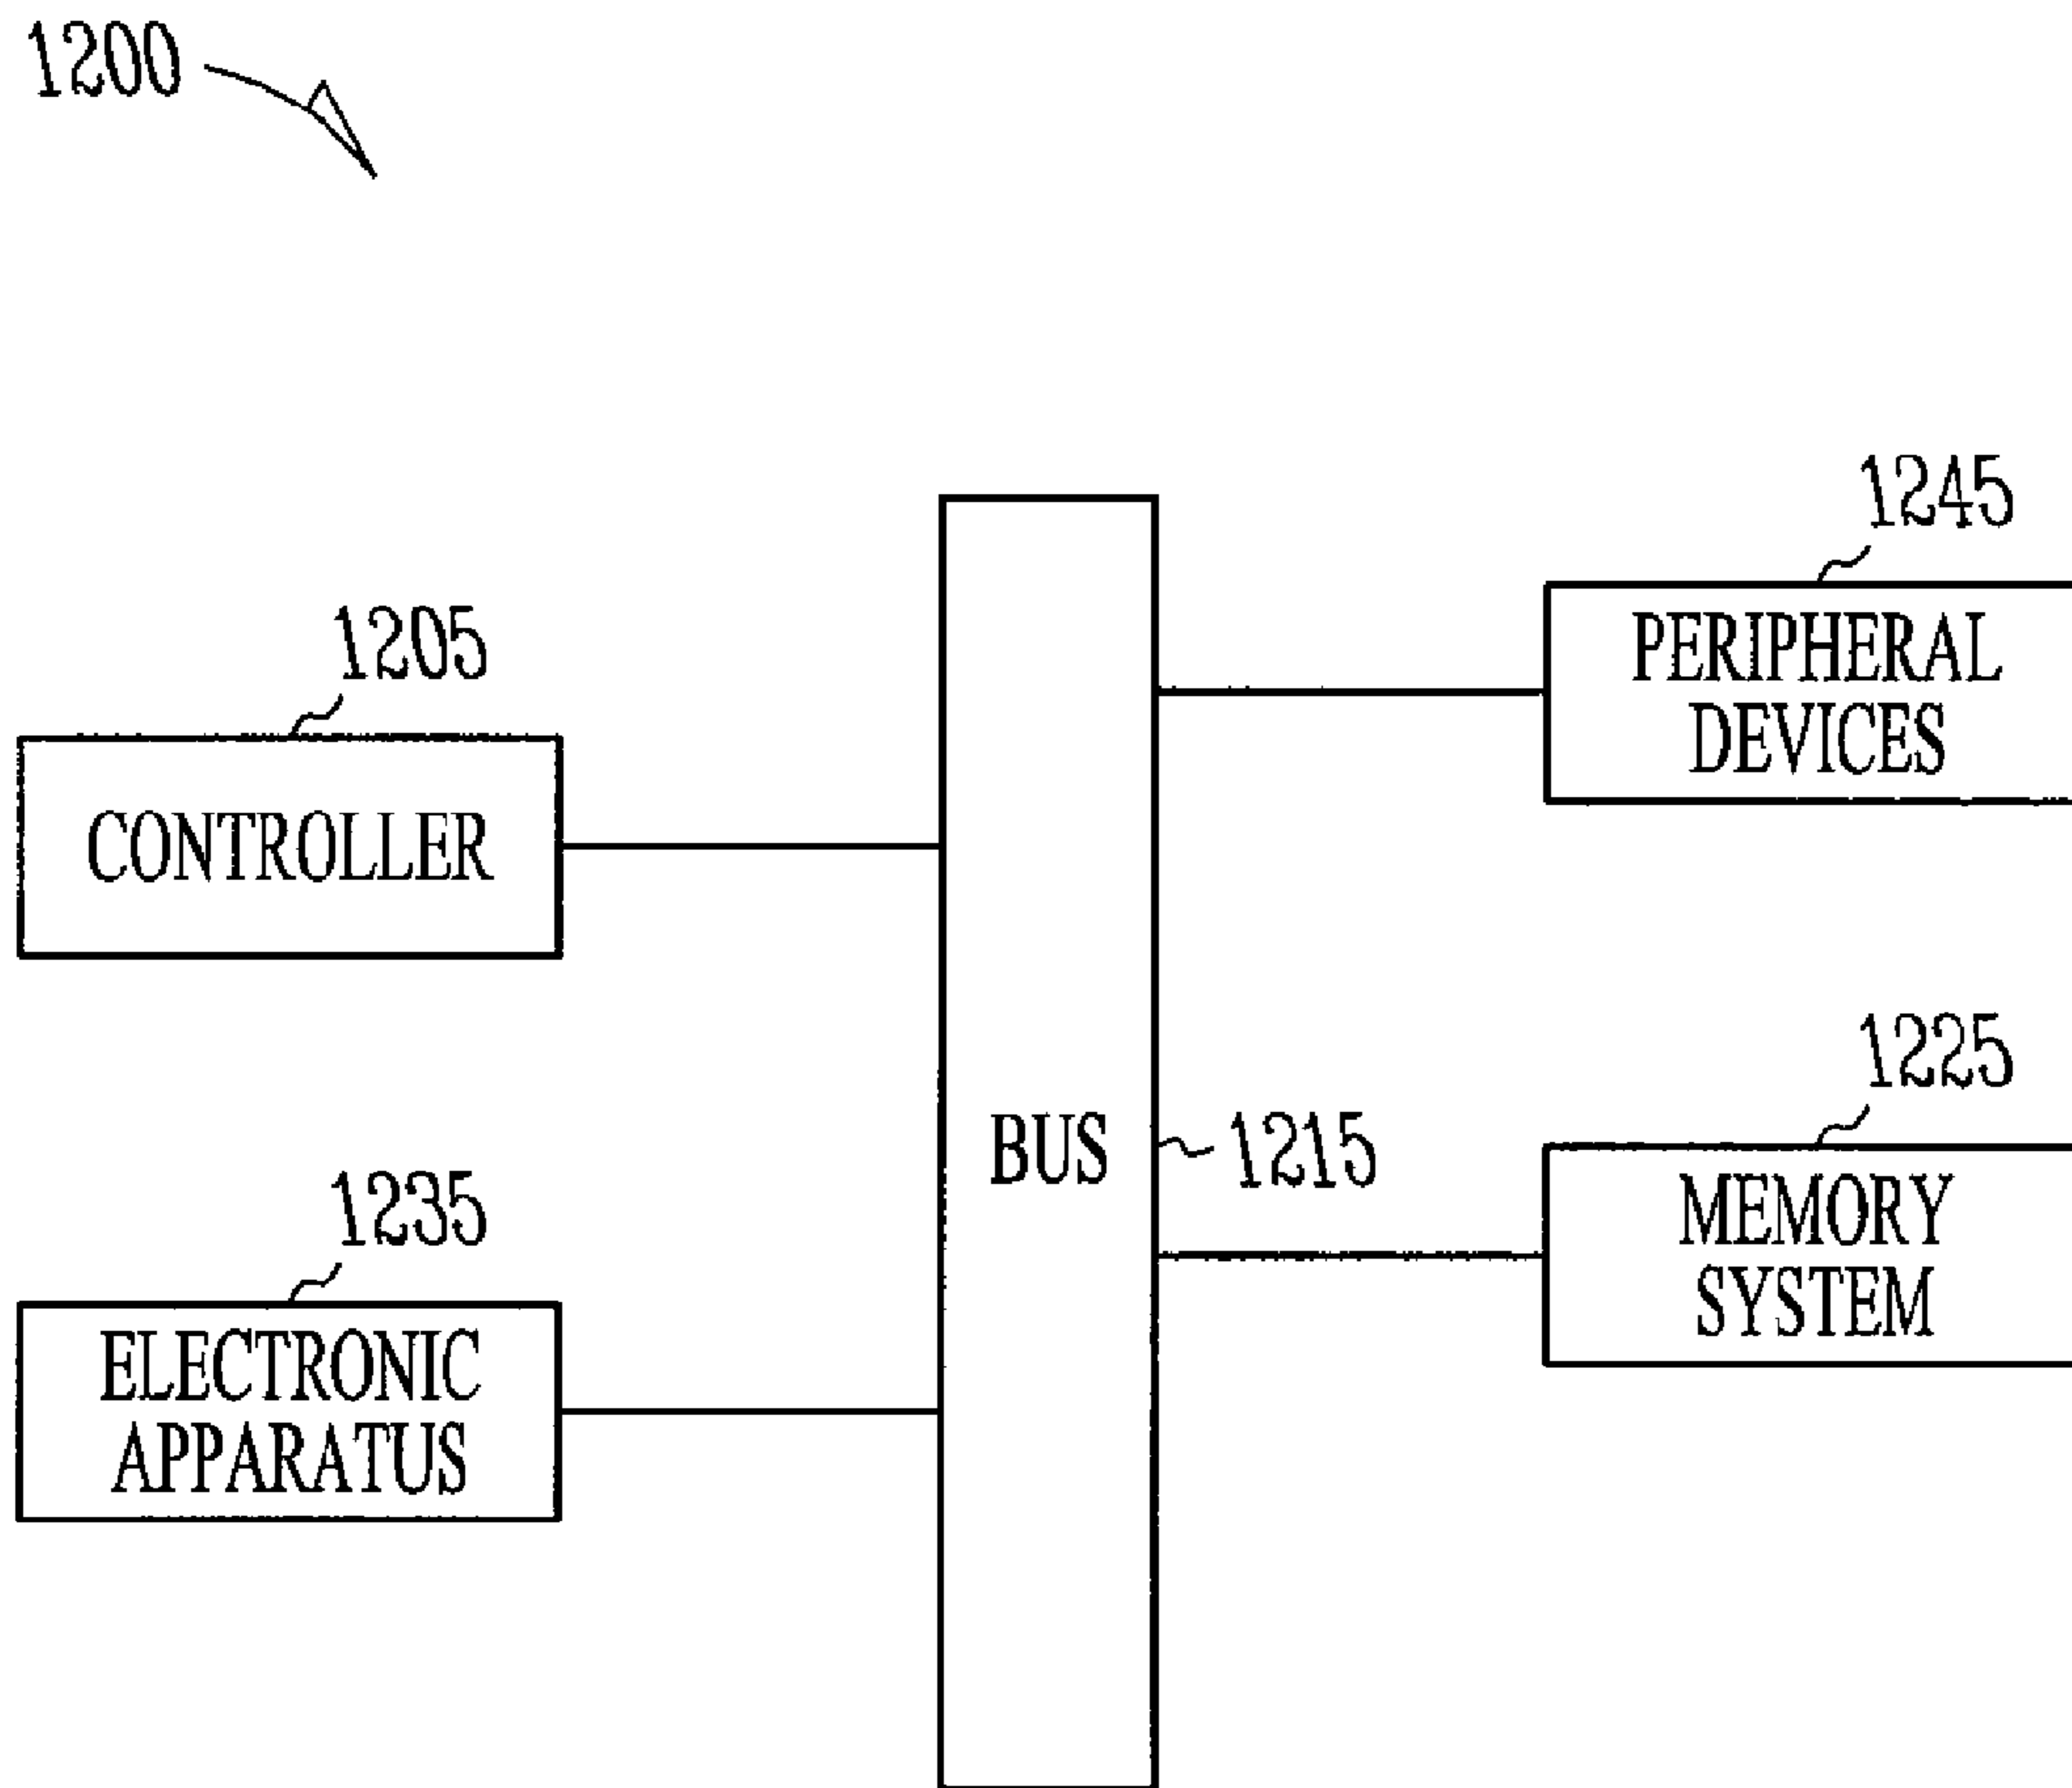 1200
1245
PERIPHERAL
DEVICES
1205
CONTROLLER
1225
MEMORY
SYSTEM
BUS
1215
1235
ELECTRONIC
APPARATUS